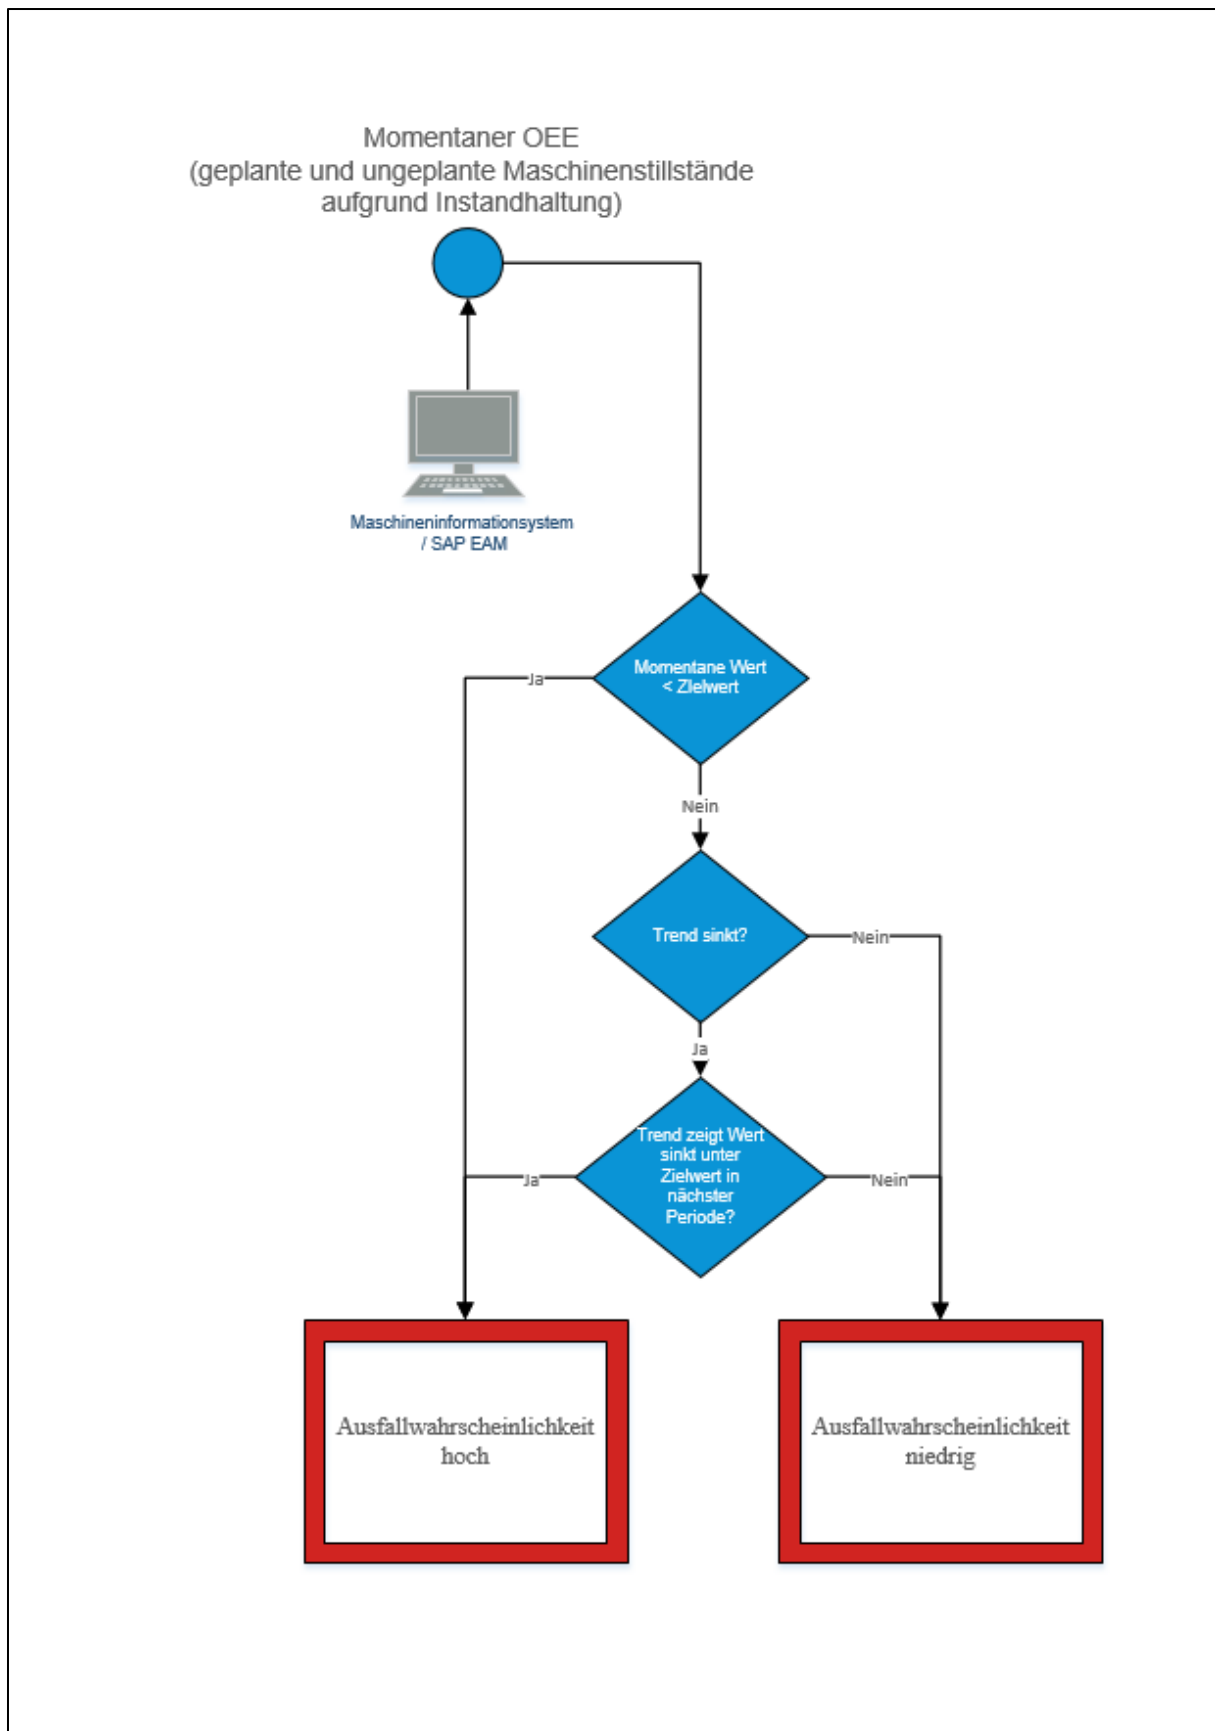 Momentaner OEE
(geplante und ungeplante Maschinenstillstände
aufgrund Instandhaltung)
Maschineninformationsystem
/ SAP EAM
Momentane Wert
< ZIelwert
Ja
Nein
Trend sinkt?
Nein
Ja
Trend zeigt Wert
sinkt unter
Zielwert in
nächster
Periode?
Ja
Nein
Ausfallwahrscheinlichkeit
hoch
Ausfallwahrscheinlichkeit
niedrig